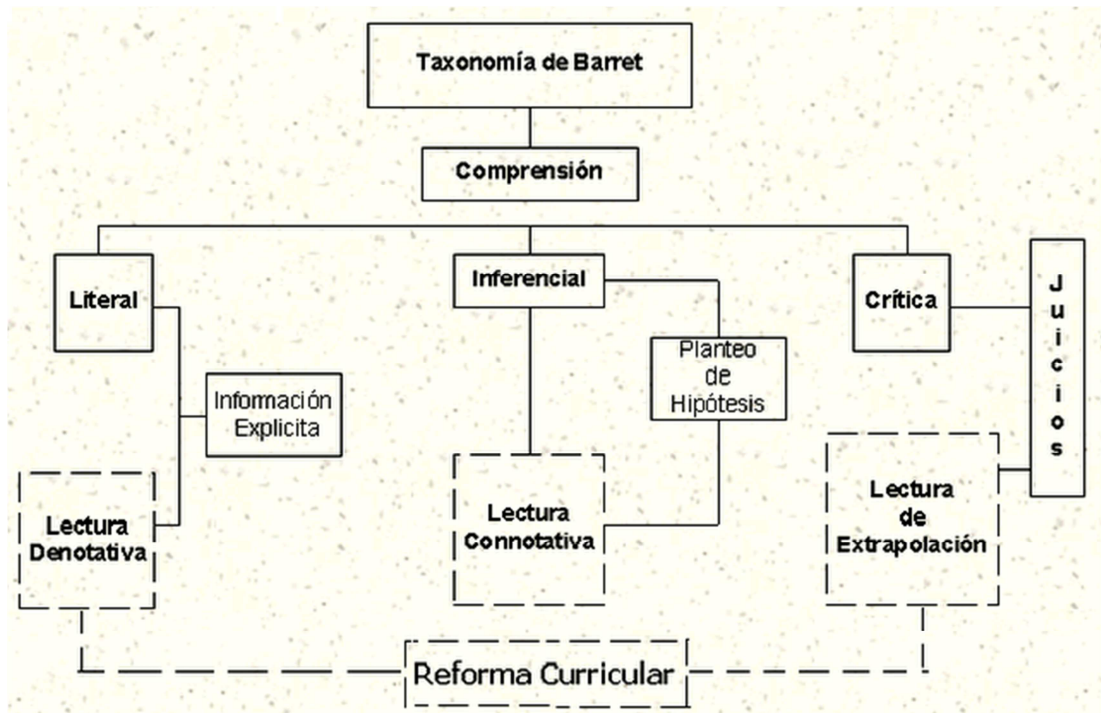 Taxonomía de Barret
Comprensión
Literal
Inferencial
Crítica
Juicios
Planteo
de
Hipótesis
Información
Explicita
Lectura
Denotativa
Lectura
Connotativa
Lectura
de
Extrapolación
Reforma Curricular